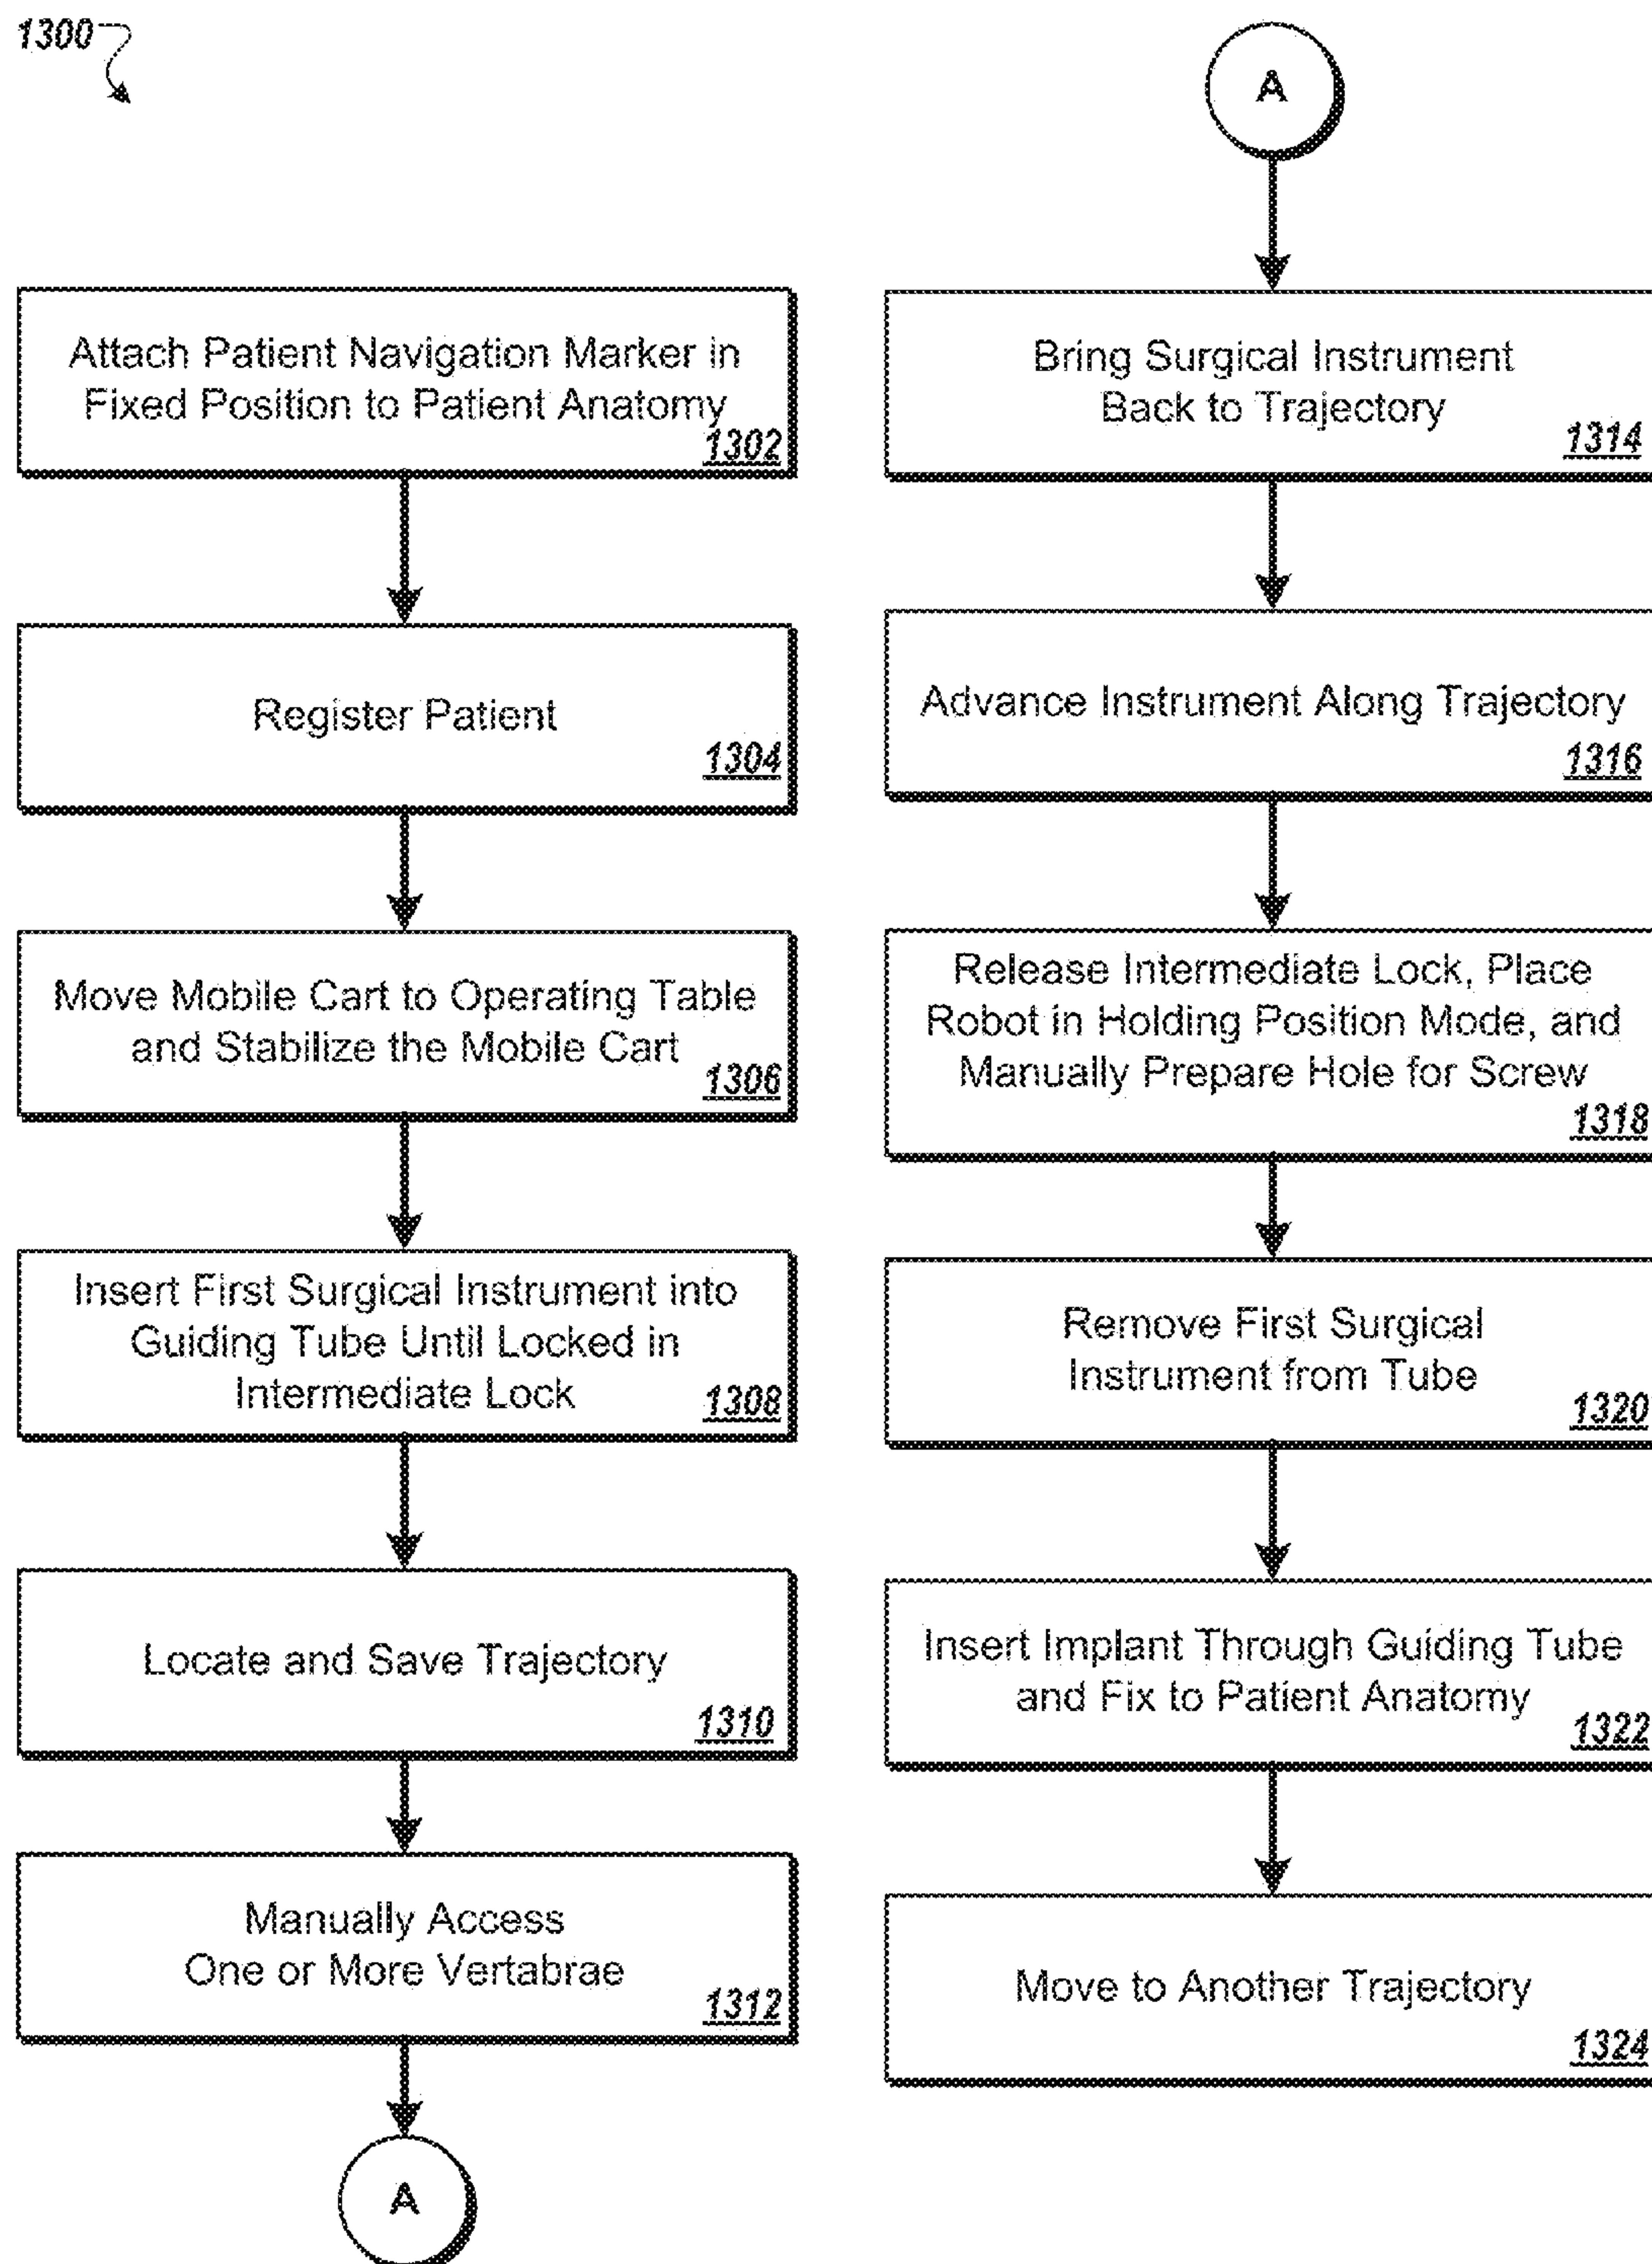 1300
Attach Patient Navigation Marker in
Fixed Position to Patient Anatomy
1302
Register Patient
1304
Move Mobile Cart to Operating Table
and Stabilize the Mobile Cart
1306
Insert First Surgical Instrument into
Guiding Tube Until Locked in
Intermediate Lock
1308
Locate and Save Trajectory
1310
Manually Access
One or More Vertabrae
1312
A
A
Bring Surgical Instrument
Back to Trajectory
1314
Advance Instrument Along Trajectory
1316
Release Intermediate Lock, Place
Robot in Holding Position Mode, and
Manually Prepare Hole for Screw
1318
Remove First Surgical
Instrument from Tube
1320
Insert Implant Through Guiding Tube
and Fix to Patient Anatomy
1322
Move to Another Trajectory
1324